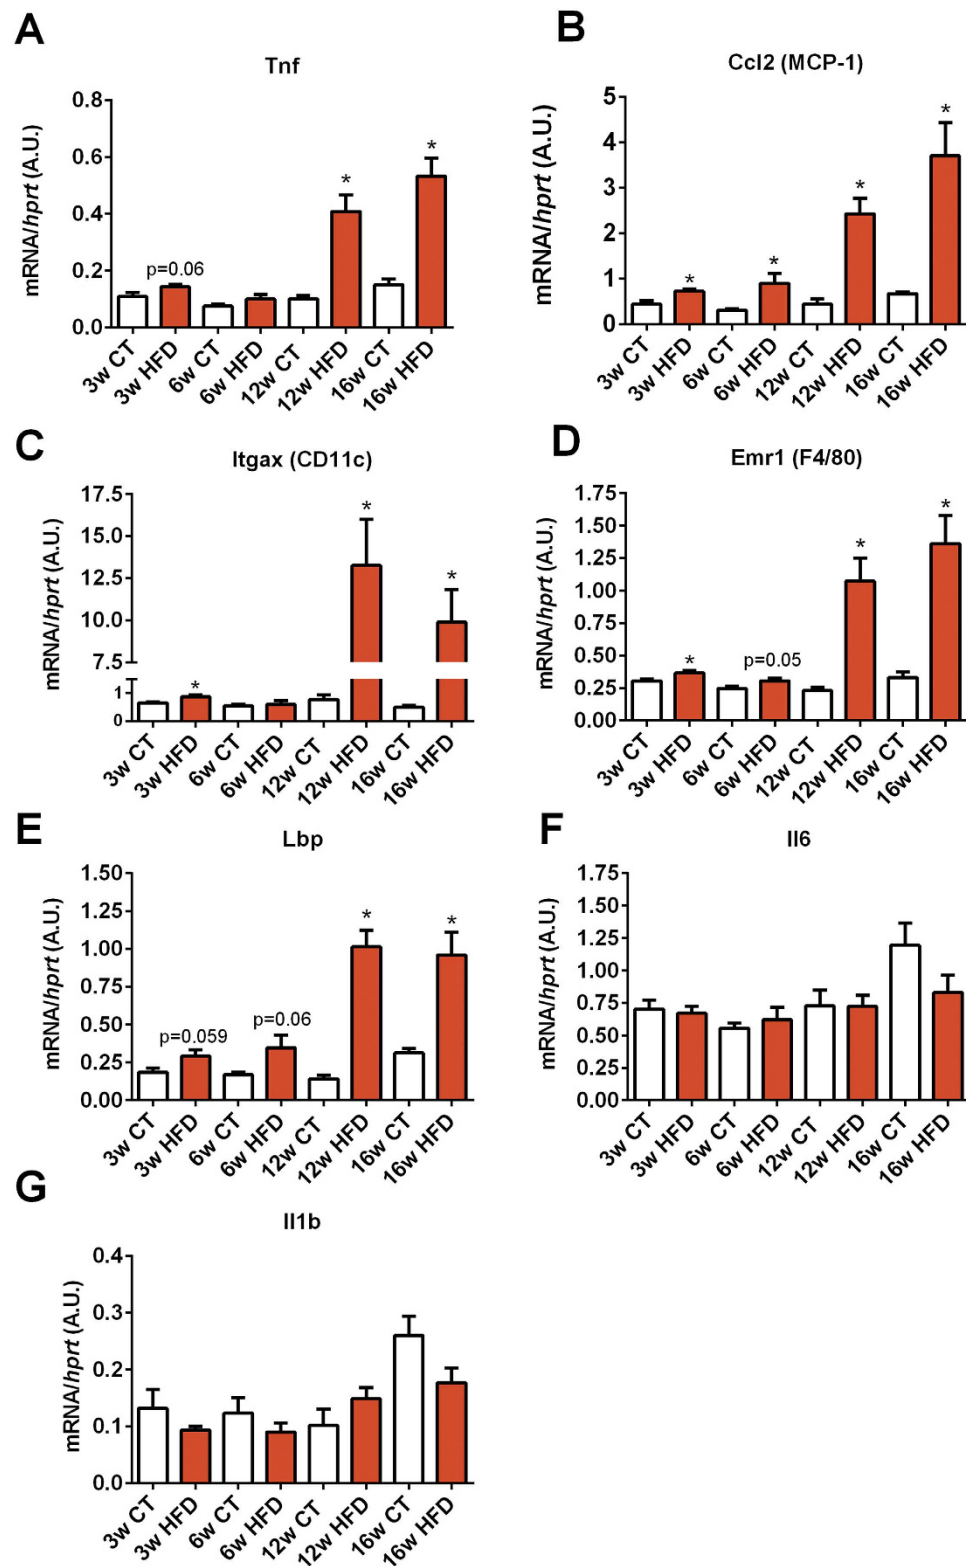 A
Tnf
mRNA/hprt (A.U.)
0.8
0.6
0.4
0.2
0.0
p=0.06
*
*
3w CT
3w HFD
6w CT
6w HFD
12w CT
12w HFD
16w CT
16w HFD
B
Ccl2 (MCP-1)
mRNA/hprt (A.U.)
5
4
3
2
1
0
*
*
*
*
3w CT
3w HFD
6w CT
6w HFD
12w CT
12w HFD
16w CT
16w HFD
C
Itgax (CD11c)
mRNA/hprt (A.U.)
17.5
15.0
12.5
10.0
7.5
1
0
*
*
*
3w CT
3w HFD
6w CT
6w HFD
12w CT
12w HFD
16w CT
16w HFD
D
Emr1 (F4/80)
mRNA/hprt (A.U.)
1.75
1.50
1.25
1.00
0.75
0.50
0.25
0.00
*
p=0.05
*
*
3w CT
3w HFD
6w CT
6w HFD
12w CT
12w HFD
16w CT
16w HFD
E
Lbp
mRNA/hprt (A.U.)
1.50
1.25
1.00
0.75
0.50
0.25
0.00
p=0.059
p=0.06
*
*
3w CT
3w HFD
6w CT
6w HFD
12w CT
12w HFD
16w CT
16w HFD
F
Il6
mRNA/hprt (A.U.)
1.75
1.50
1.25
1.00
0.75
0.50
0.25
0.00
3w CT
3w HFD
6w CT
6w HFD
12w CT
12w HFD
16w CT
16w HFD
G
Il1b
mRNA/hprt (A.U.)
0.4
0.3
0.2
0.1
0.0
3w CT
3w HFD
6w CT
6w HFD
12w CT
12w HFD
16w CT
16w HFD